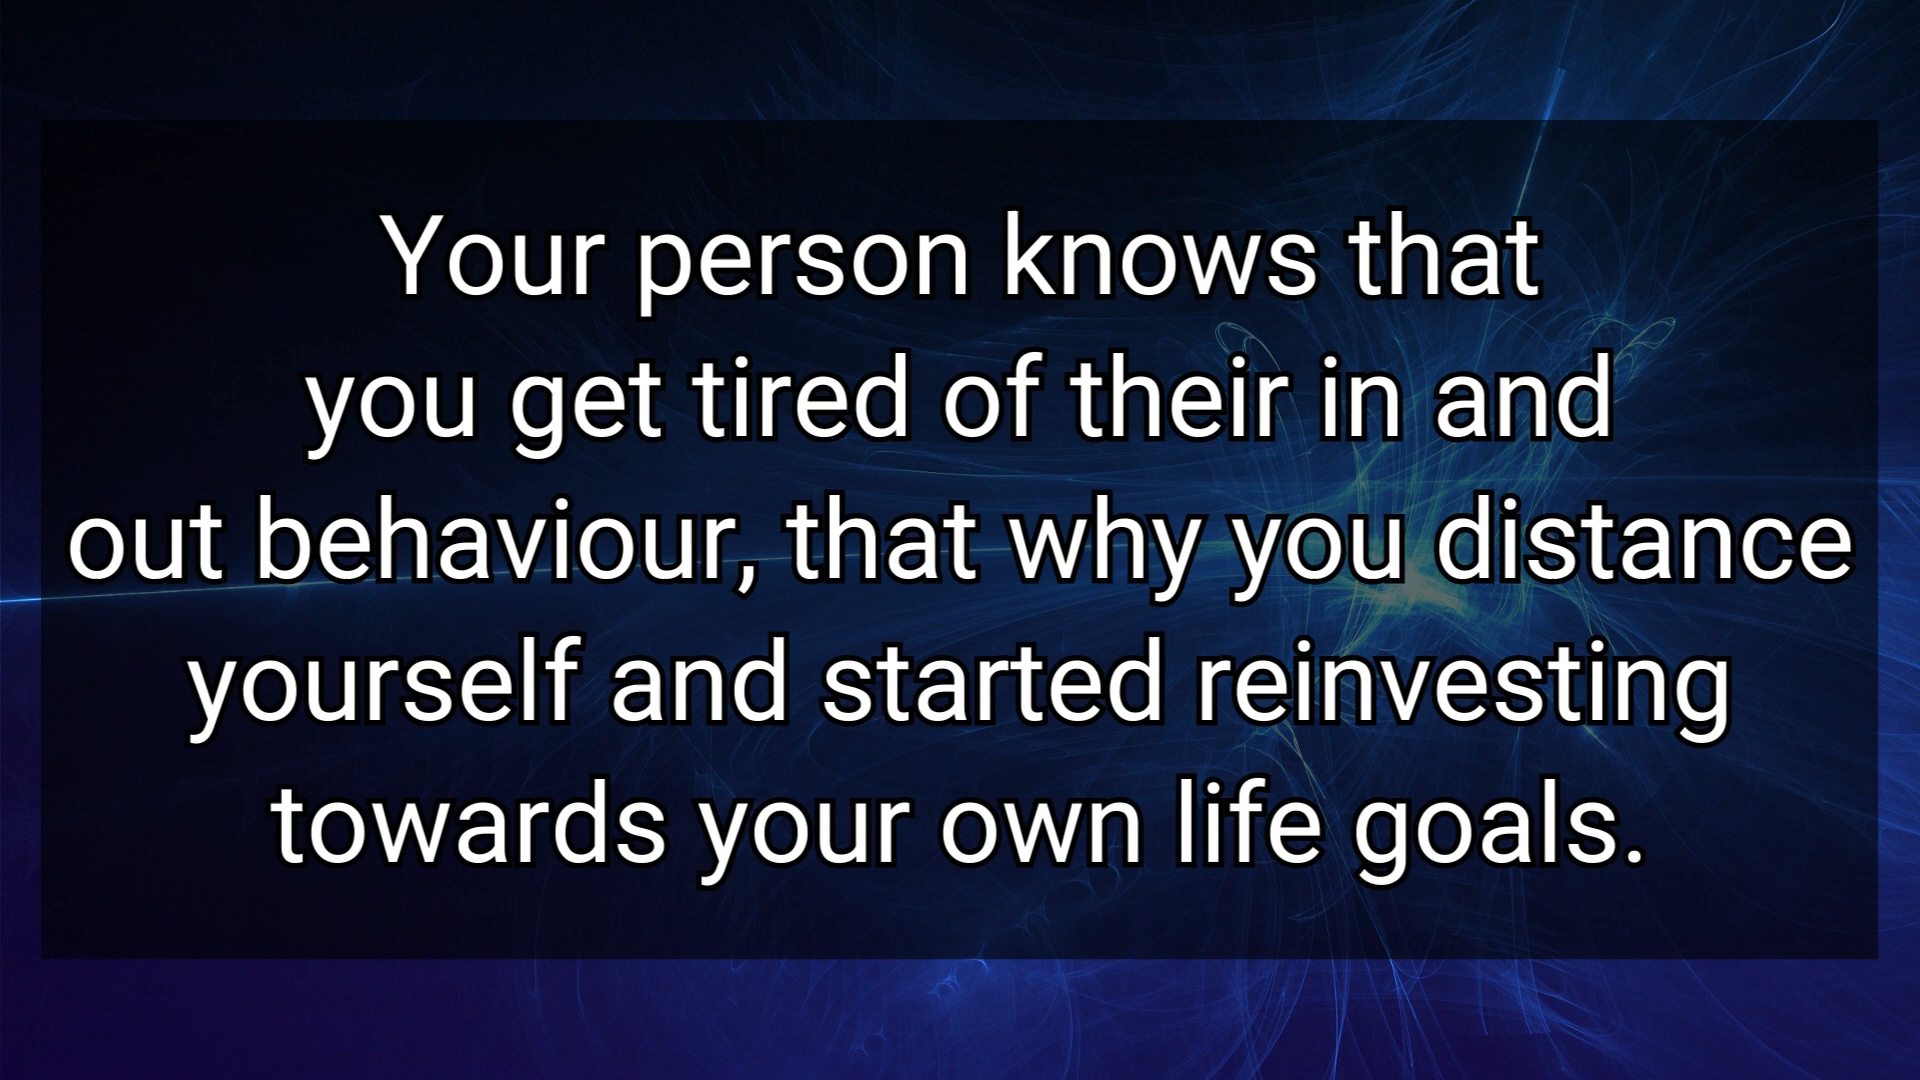 Your person knows that
you get tired of their in and
out behaviour, that why you distance
yourself and started reinvesting
towards your own life goals.